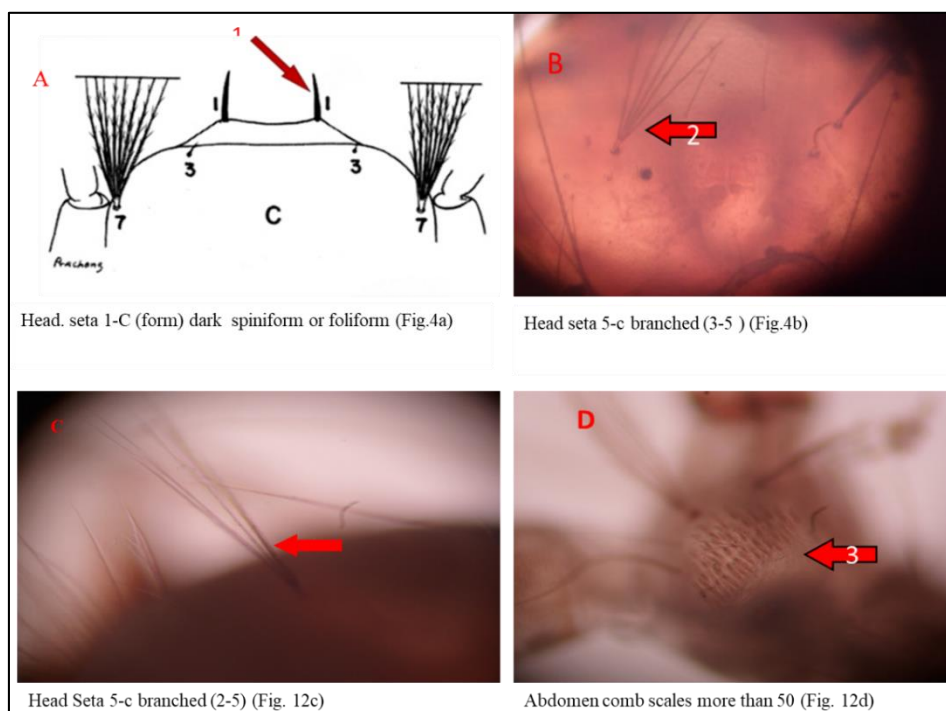 1
A
1 1
3 3
7 C 7
Prachong
Head. seta 1-C (form) dark spiniform or foliform (Fig.4a)
B
2
Head seta 5-c branched (3-5 ) (Fig.4b)
C
Head Seta 5-c branched (2-5) (Fig. 12c)
D
3
Abdomen comb scales more than 50 (Fig. 12d)